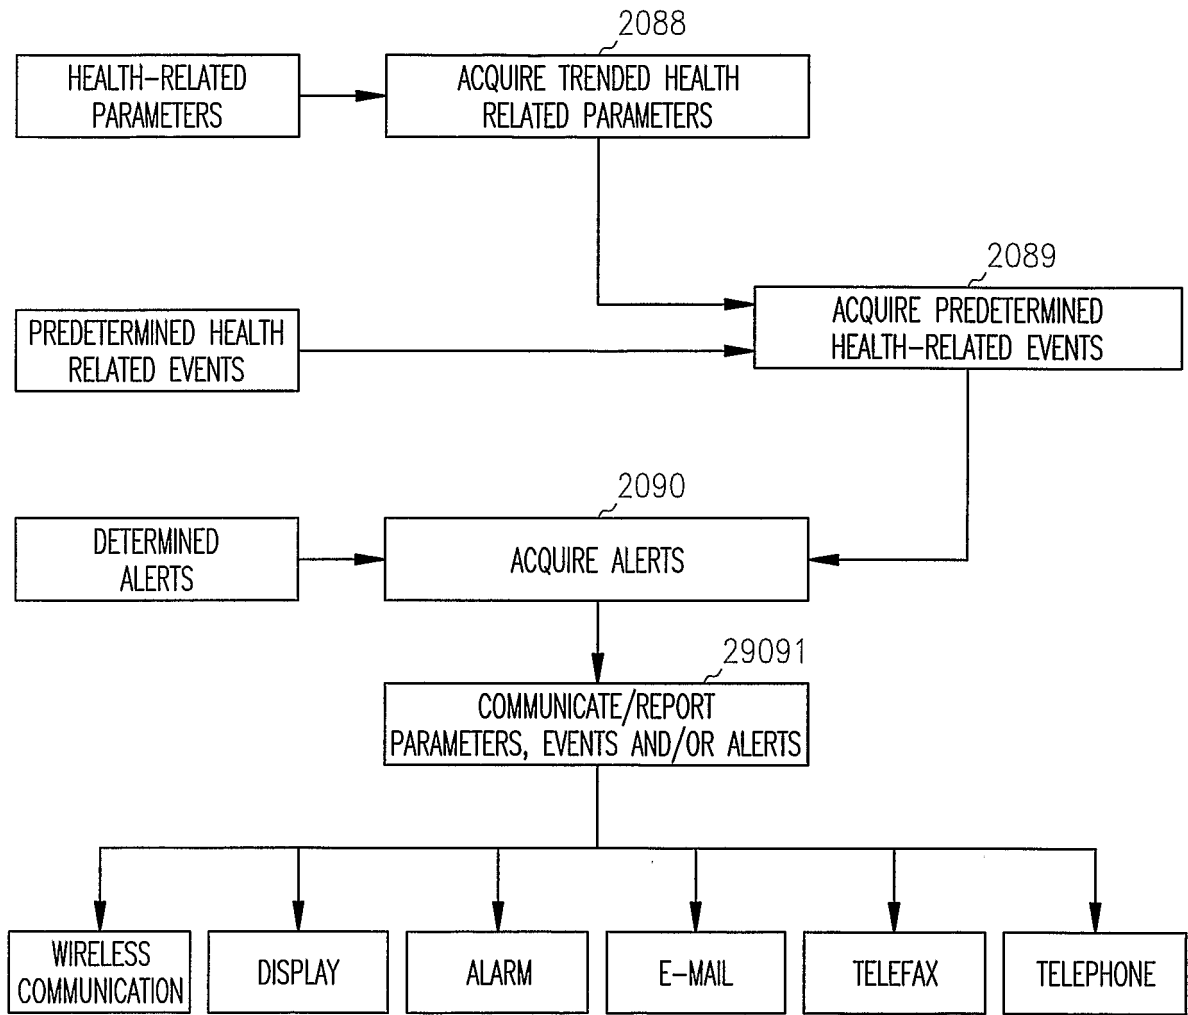 2088
HEALTH-RELATED
PARAMETERS
ACQUIRE TRENDED HEALTH
RELATED PARAMETERS
2089
PREDETERMINED HEALTH
RELATED EVENTS
ACQUIRE PREDETERMINED
HEALTH-RELATED EVENTS
2090
DETERMINED
ALERTS
ACQUIRE ALERTS
29091
COMMUNICATE/REPORT
PARAMETERS, EVENTS AND/OR ALERTS
WIRELESS
COMMUNICATION
DISPLAY
ALARM
E-MAIL
TELEFAX
TELEPHONE